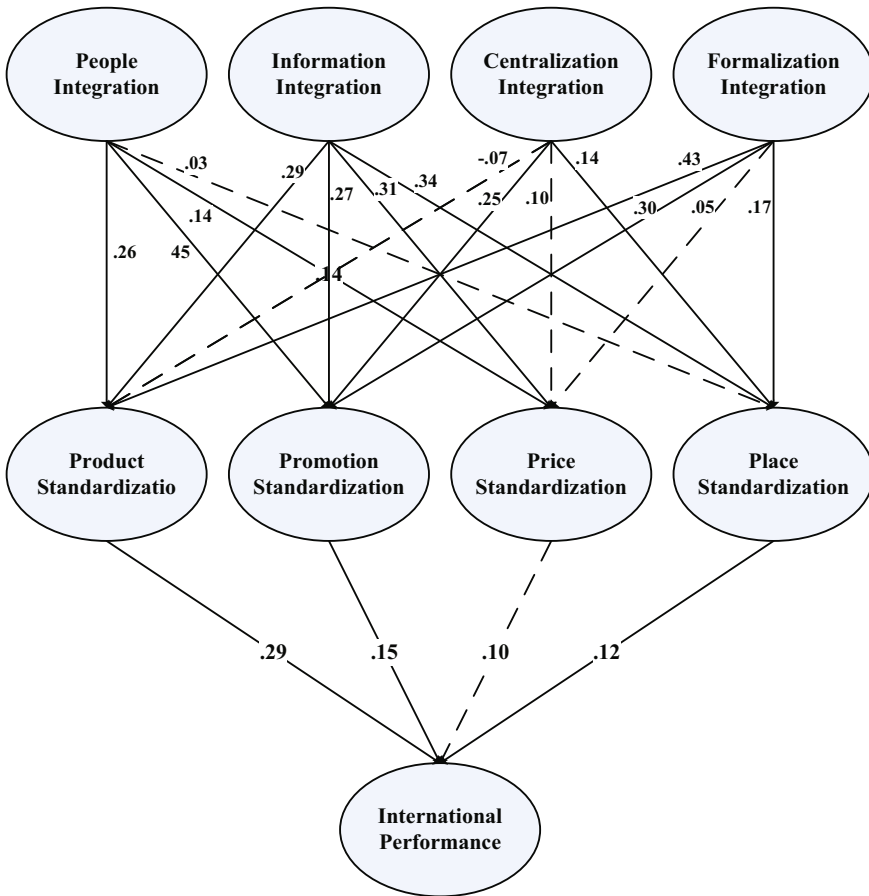 People
Integration
Information
Integration
Centralization
Integration
Formalization
Integration
.03
.29
-.07
.14
.43
.14
.27
.31
.34
.25
.10
.30
.05
.17
.26
45
.14
Product
Standardizatio
Promotion
Standardization
Price
Standardization
Place
Standardization
.29
.15
.10
.12
International
Performance